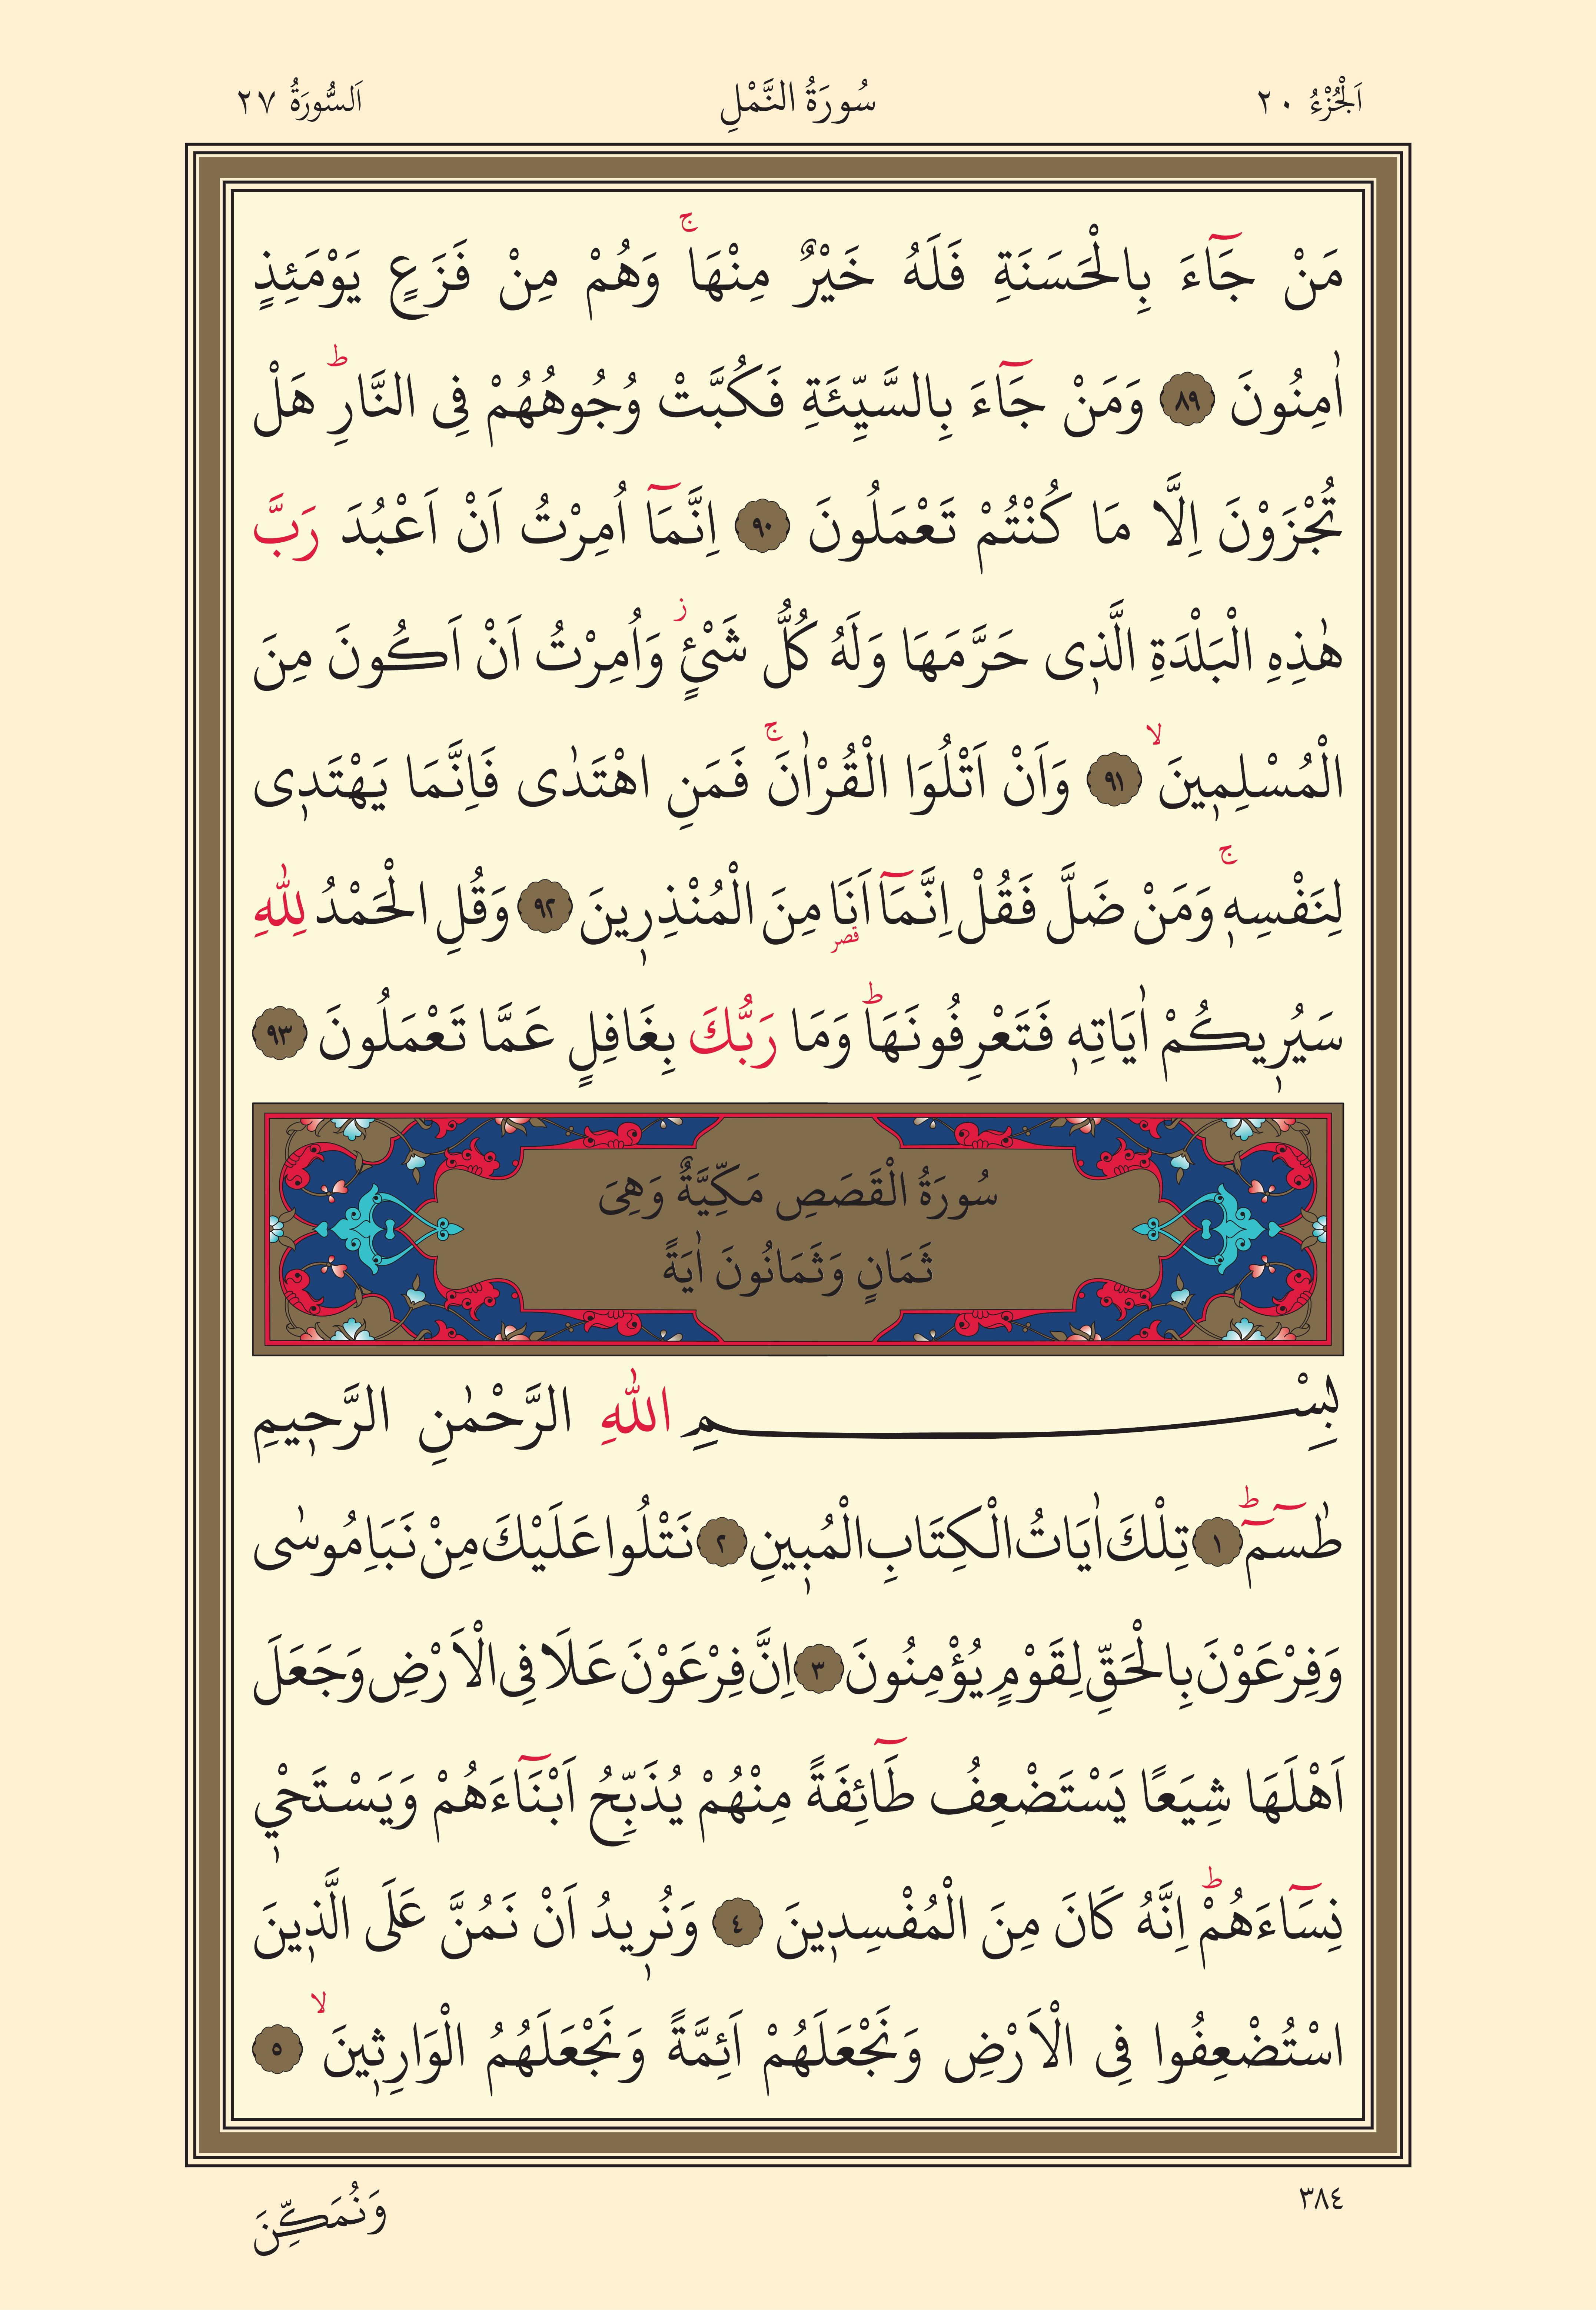 اَلْجُزْءُ ٢٠ سُورَةُ النَّمْلِ اَلسُّورَةُ ٢٧
مَنْ جَٓاءَ بِالْحَسَنَةِ فَلَهُ خَيْرٌ مِنْهَاۚ وَهُمْ مِنْ فَزَعٍ يَوْمَئِذٍ
اٰمِنُونَ ٨٩ وَمَنْ جَٓاءَ بِالسَّيِّئَةِ فَكُبَّتْ وُجُوهُهُمْ فِى النَّارِۜ هَلْ
تُجْزَوْنَ اِلَّا مَا كُنْتُمْ تَعْمَلُونَ ٩٠ اِنَّمَٓا اُمِرْتُ اَنْ اَعْبُدَ رَبَّ
هٰذِهِ الْبَلْدَةِ الَّذٖى حَرَّمَهَا وَلَهُ كُلُّ شَىْءٍؗ وَاُمِرْتُ اَنْ اَكُونَ مِنَ
الْمُسْلِمٖينَۙ ٩١ وَاَنْ اَتْلُوَا الْقُرْاٰنَۚ فَمَنِ اهْتَدٰى فَاِنَّمَا يَهْتَدٖى
لِنَفْسِهٖۚ وَمَنْ ضَلَّ فَقُلْ اِنَّمَٓا اَنَا۬ مِنَ الْمُنْذِرٖينَ ٩٢ وَقُلِ الْحَمْدُ لِلّٰهِ
سَيُرٖيكُمْ اٰيَاتِهٖ فَتَعْرِفُونَهَاۜ وَمَا رَبُّكَ بِغَافِلٍ عَمَّا تَعْمَلُونَ ٩٣
سُورَةُ الْقَصَصِ مَكِّيَّةٌ وَهِىَ
ثَمَانٍ وَثَمَانُونَ اٰيَةً
بِسْمِ اللّٰهِ الرَّحْمٰنِ الرَّحٖيمِ
طٰسٓمٓۜ ١ تِلْكَ اٰيَاتُ الْكِتَابِ الْمُبٖينِ ٢ نَتْلُوا عَلَيْكَ مِنْ نَبَاِ مُوسٰى
وَفِرْعَوْنَ بِالْحَقِّ لِقَوْمٍ يُؤْمِنُونَ ٣ اِنَّ فِرْعَوْنَ عَلَا فِى الْاَرْضِ وَجَعَلَ
اَهْلَهَا شِيَعًا يَسْتَضْعِفُ طَٓائِفَةً مِنْهُمْ يُذَبِّحُ اَبْنَٓاءَهُمْ وَيَسْتَحْيٖ
نِسَٓاءَهُمْۜ اِنَّهُ كَانَ مِنَ الْمُفْسِدٖينَ ٤ وَنُرٖيدُ اَنْ نَمُنَّ عَلَى الَّذٖينَ
اسْتُضْعِفُوا فِى الْاَرْضِ وَنَجْعَلَهُمْ اَئِمَّةً وَنَجْعَلَهُمُ الْوَارِثٖينَۙ ٥
٣٨٤ وَنُمَكِّنَ